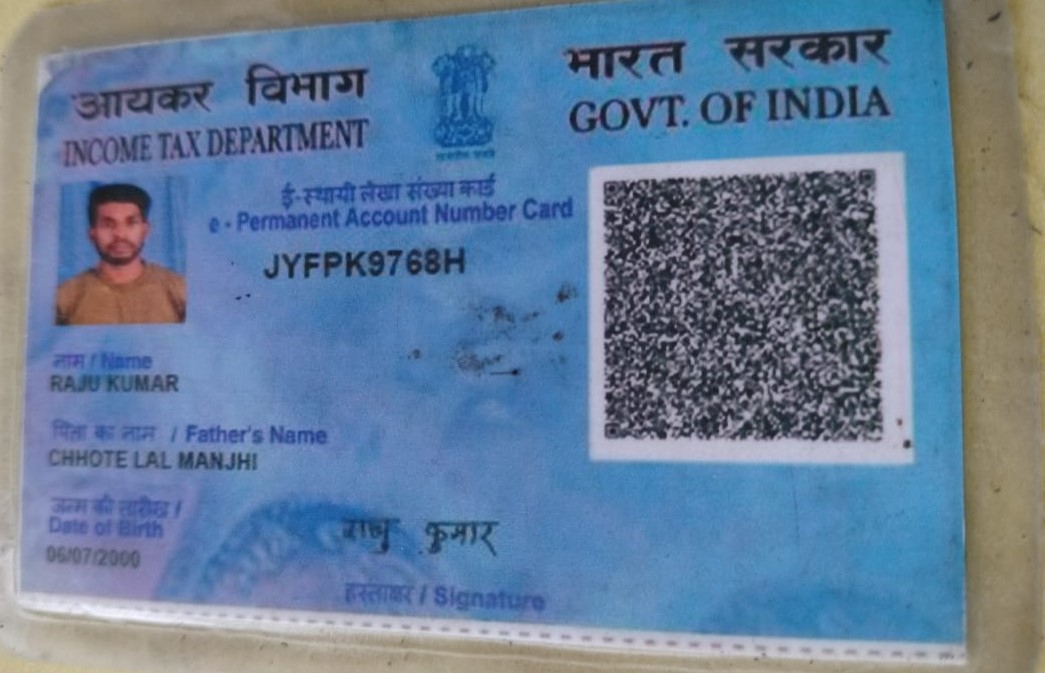 आयकर विभाग
INCOME TAX DEPARTMENT
भारत सरकार
GOVT. OF INDIA
ई-स्थायी लेखा संख्या कार्ड
e - Permanent Account Number Card
JYFPK9768H
नाम / Name
RAJU KUMAR
पिता का नाम / Father's Name
CHHOTE LAL MANJHI
जन्म की तारीख /
Date of Birth
06/07/2000
राजु कुमार
हस्ताक्षर / Signature